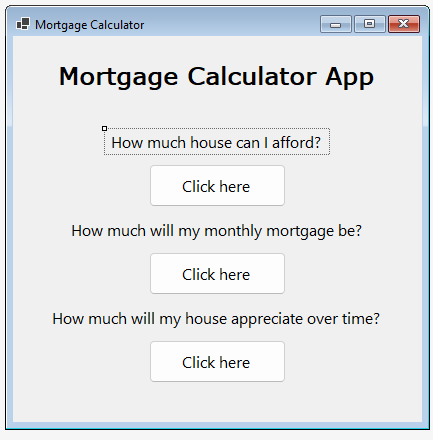 Mortgage Calculator
Mortgage Calculator App
How much house can I afford?
Click here
How much will my monthly mortgage be?
Click here
How much will my house appreciate over time?
Click here